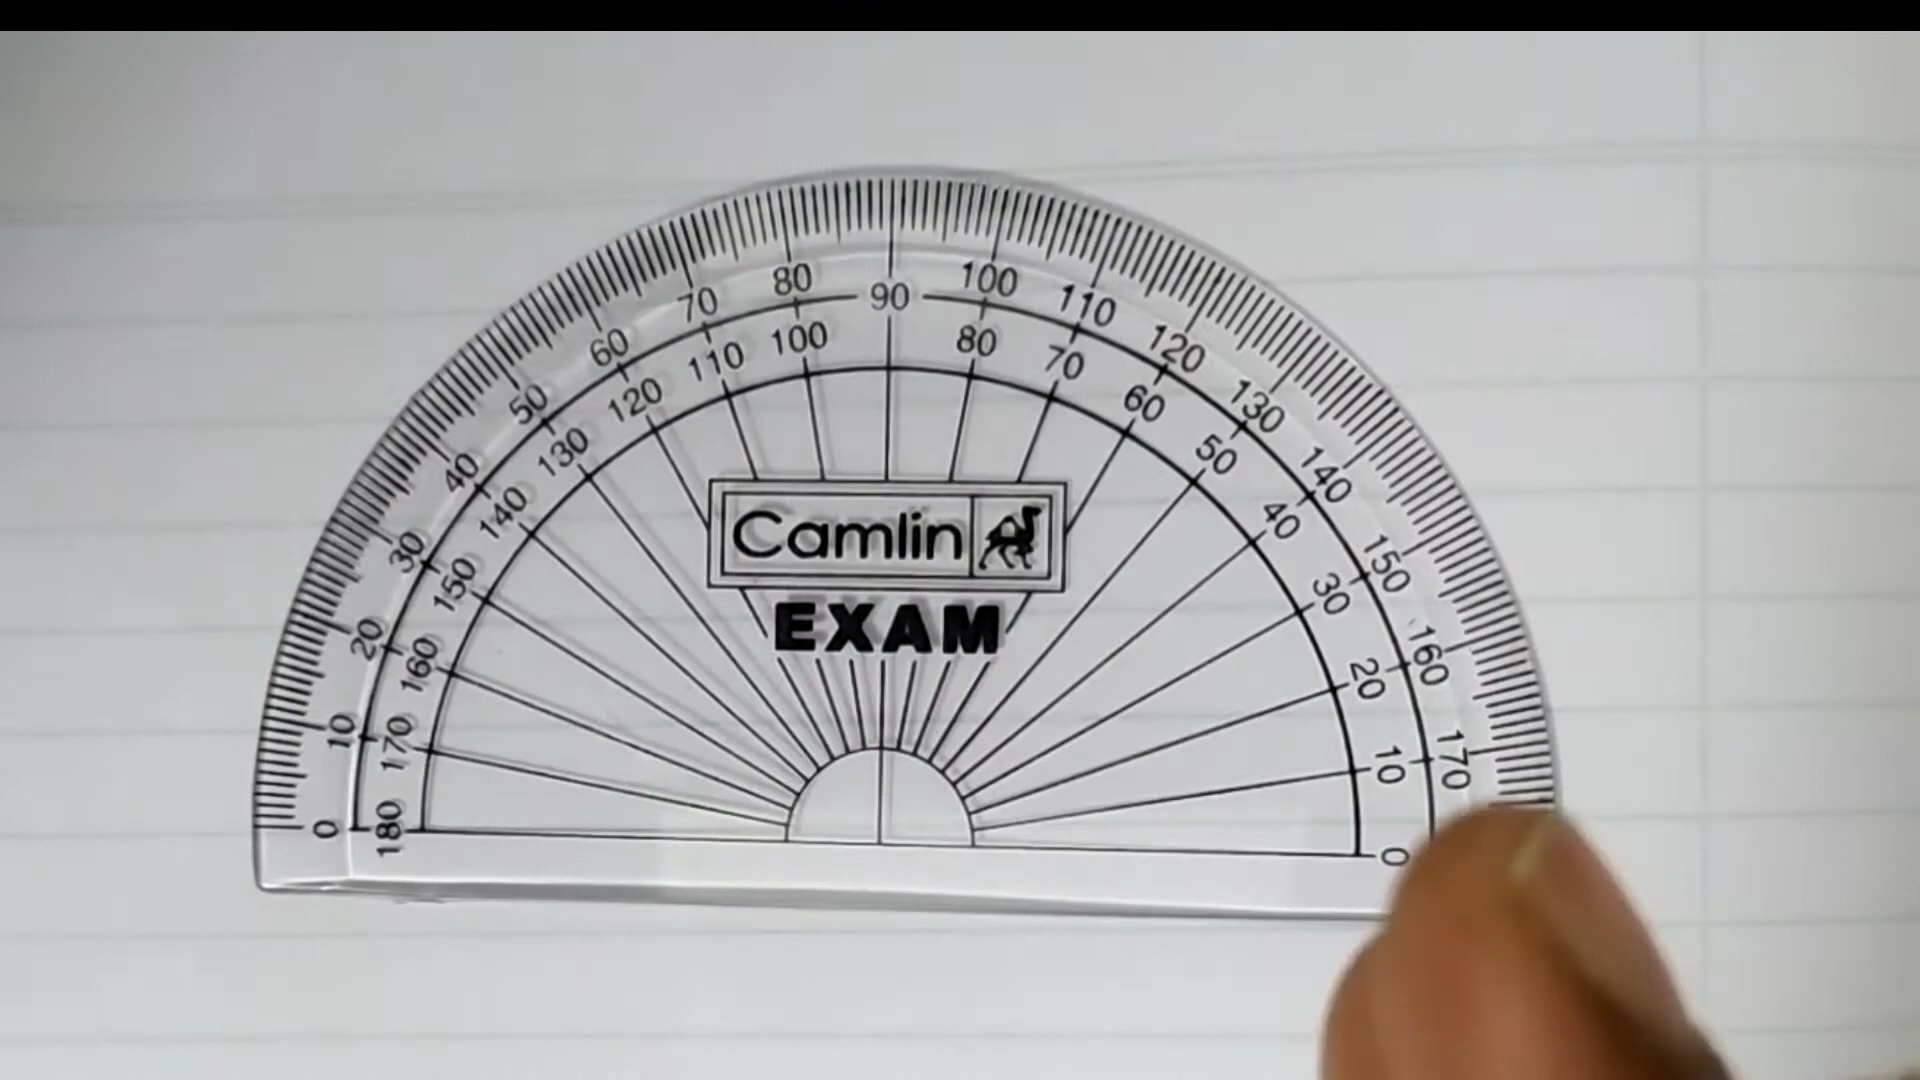 0 10 20 30 40 50 60 70 80 90 100 110 120 130 140 150 160 170
180 170 160 150 140 130 120 110 100 80 70 60 50 40 30 20 10 0
Camlin
EXAM